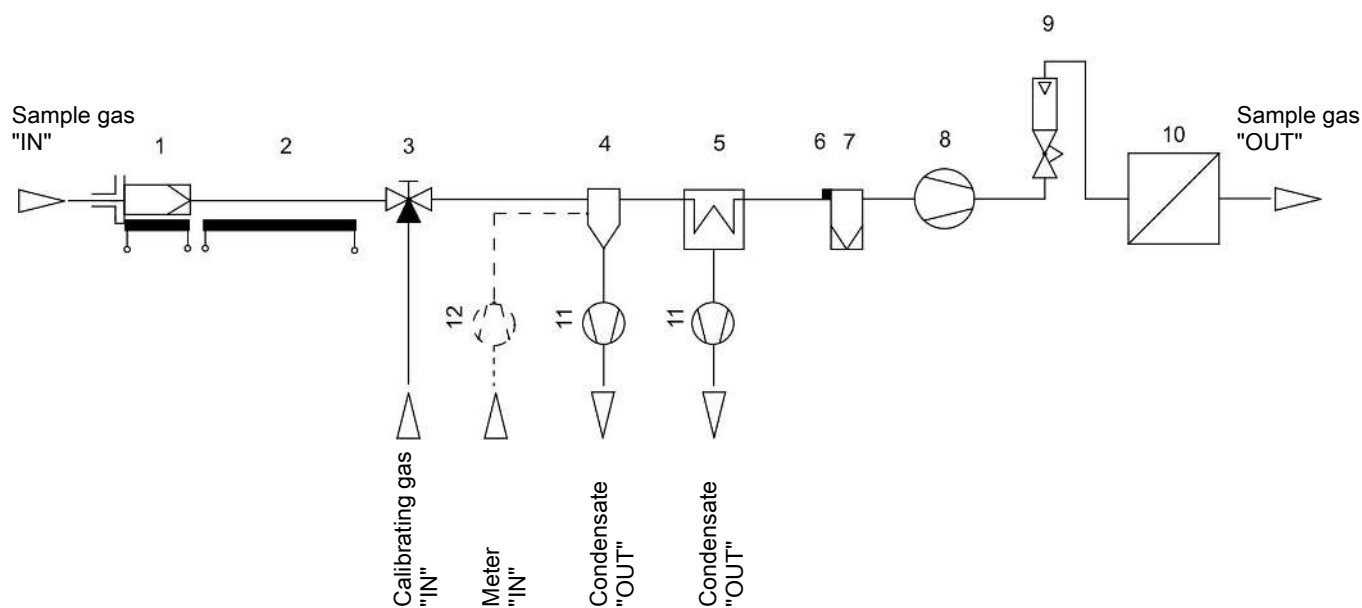 9
Sample gas
"IN"
Sample gas
"OUT"
1
2
3
4
5
6
7
8
10
12
11
11
Calibrating gas
"IN"
Meter
"IN"
Condensate
"OUT"
Condensate
"OUT"